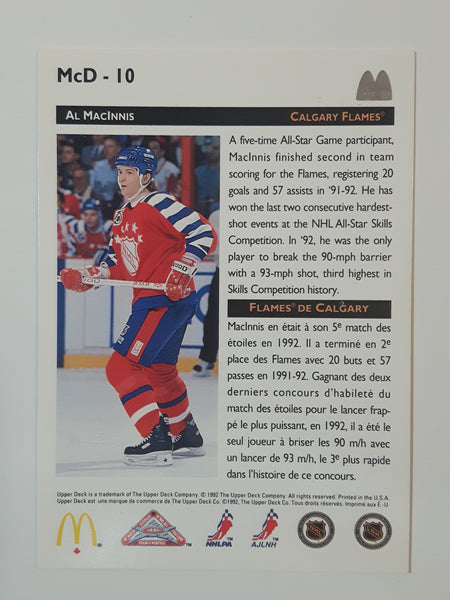 McD - 10
AL MACINNIS
CALGARY FLAMES®
A five-time All-Star Game participant,
MacInnis finished second in team
scoring for the Flames, registering 20
goals and 57 assists in '91-92. He has
won the last two consecutive hardest-
shot events at the NHL All-Star Skills
Competition. In '92, he was the only
player to break the 90-mph barrier
with a 93-mph shot, third highest in
Skills Competition history.
FLAMES® DE CALGARY
MacInnis en était à son 5e match des
étoiles en 1992. Il a terminé en 2e
place des Flames avec 20 buts et 57
passes en 1991-92. Gagnant des deux
derniers concours d'habileté du
match des étoiles pour le lancer frap-
pé le plus puissant, en 1992, il a été le
seul joueur à briser les 90 m/h avec
un lancer de 93 m/h, le 3e plus rapide
dans l'histoire de ce concours.
Upper Deck is a trademark of The Upper Deck Company. © 1992 The Upper Deck Company. All rights reserved. Printed in the U.S.A.
Upper Deck est une marque de commerce de The Upper Deck Co. ©1992, The Upper Deck Co. Tous droits réservés. Imprimé aux E.-U.
NHLPA™
AJLNH™